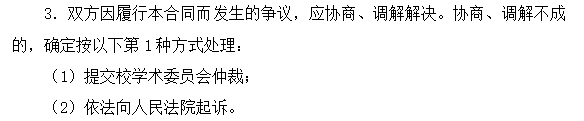 3．双方因履行本合同而发生的争议，应协商、调解解决。协商、调解不成
的，确定按以下第 1 种方式处理：
（1）提交校学术委员会仲裁；
（2）依法向人民法院起诉。